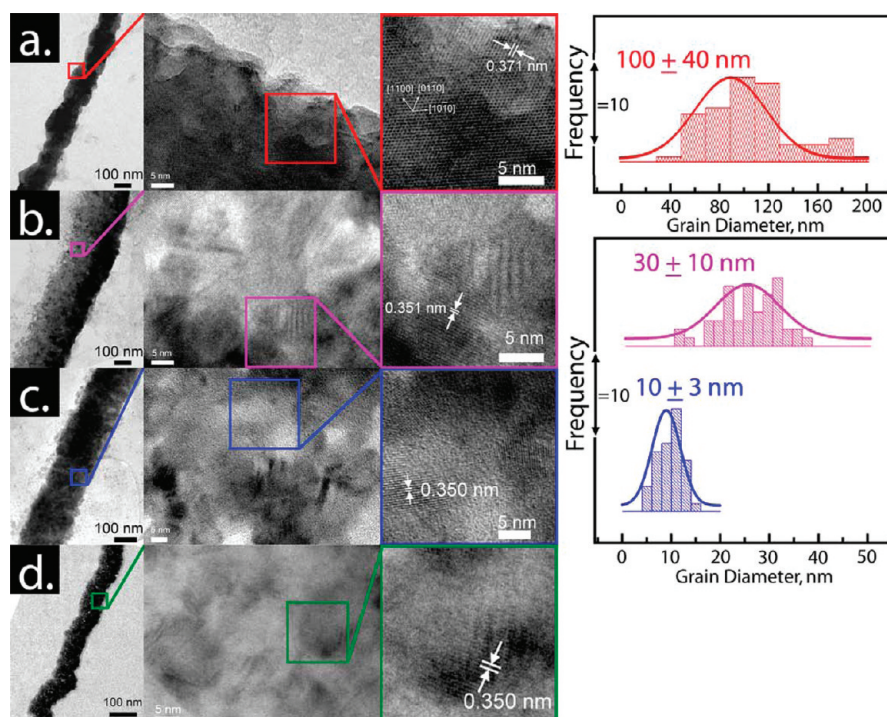 a.
100 nm
5 nm
0.371 nm
[1100] [0110]
[1010]
5 nm
100 ± 40 nm
Frequency
=10
0 40 80 120 160 200
Grain Diameter, nm
b.
100 nm
5 nm
0.351 nm
5 nm
30 ± 10 nm
c.
100 nm
5 nm
0.350 nm
5 nm
Frequency
=10
10 ± 3 nm
0 10 20 30 40 50
Grain Diameter, nm
d.
100 nm
5 nm
0.350 nm
5 nm